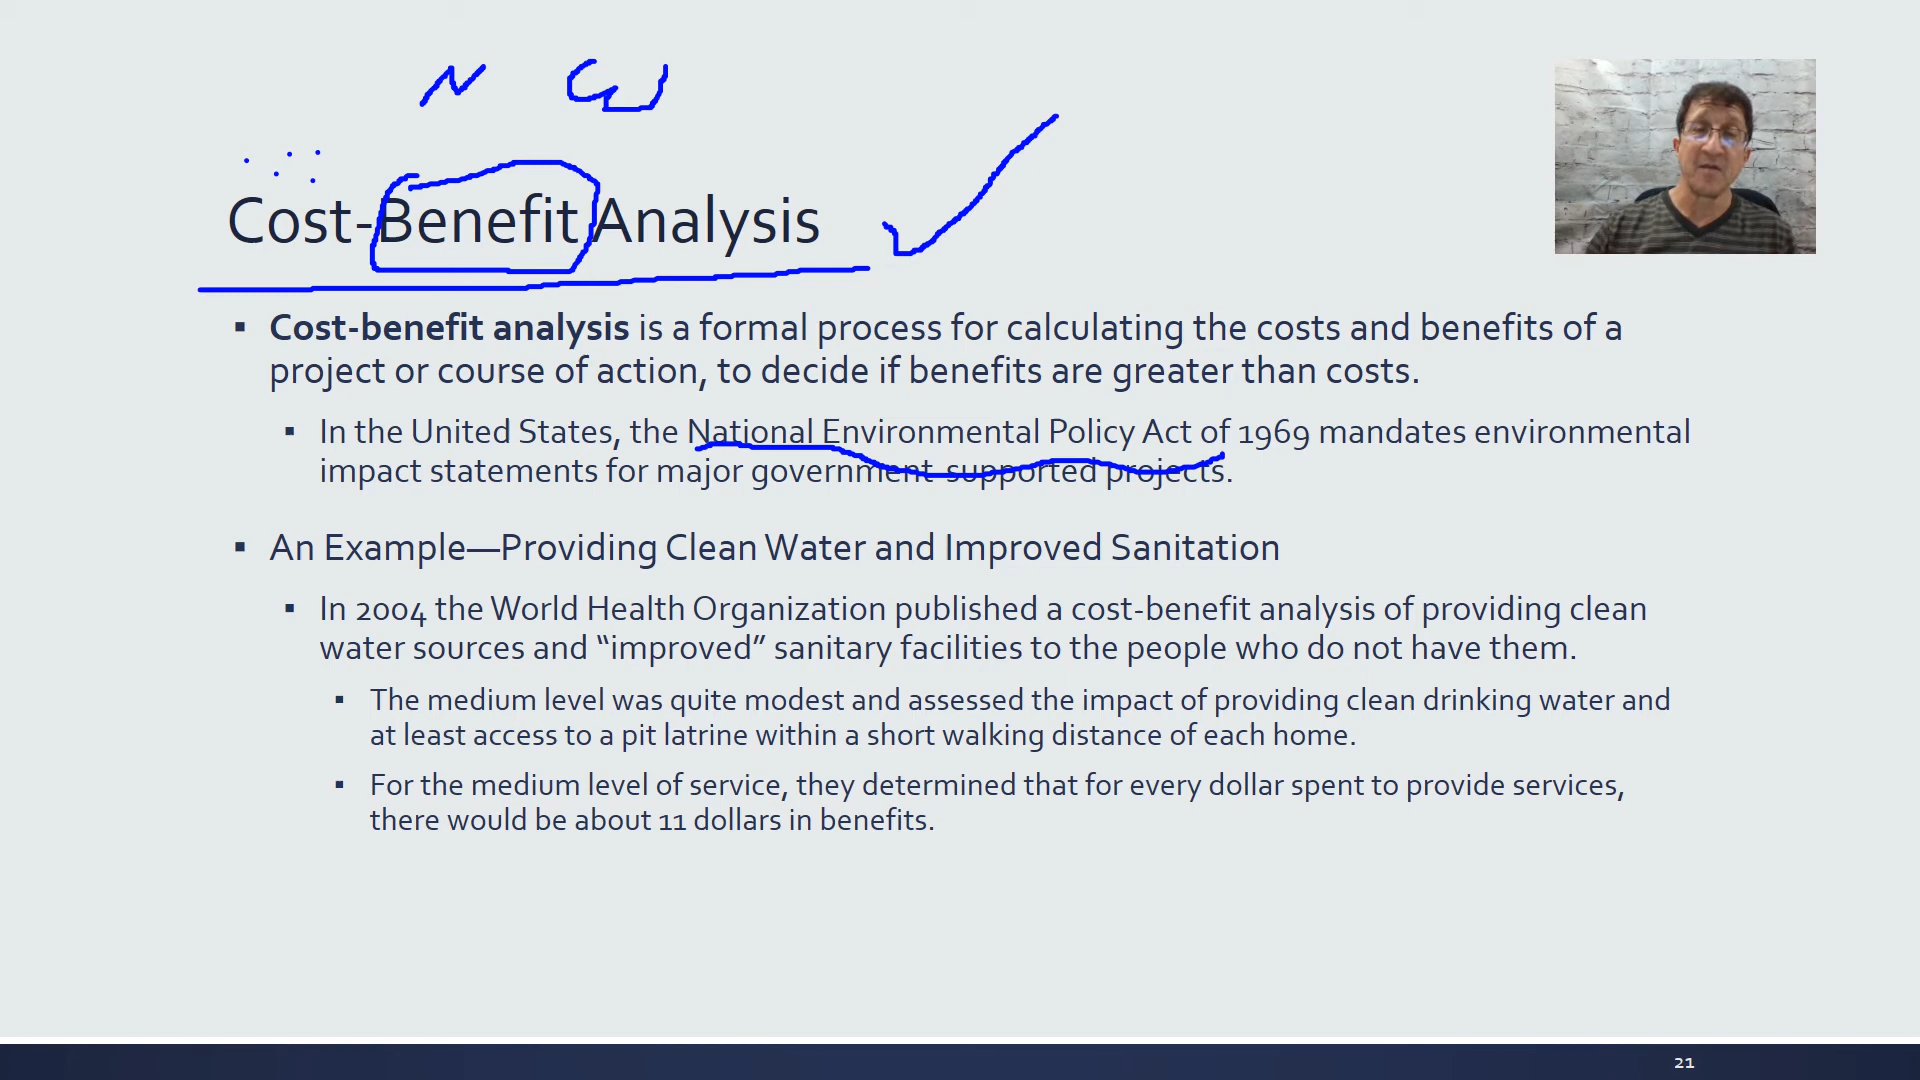 Cost-Benefit Analysis
▪ Cost-benefit analysis is a formal process for calculating the costs and benefits of a
project or course of action, to decide if benefits are greater than costs.
▪ In the United States, the National Environmental Policy Act of 1969 mandates environmental
impact statements for major government-supported projects.
▪ An Example—Providing Clean Water and Improved Sanitation
▪ In 2004 the World Health Organization published a cost-benefit analysis of providing clean
water sources and “improved” sanitary facilities to the people who do not have them.
▪ The medium level was quite modest and assessed the impact of providing clean drinking water and
at least access to a pit latrine within a short walking distance of each home.
▪ For the medium level of service, they determined that for every dollar spent to provide services,
there would be about 11 dollars in benefits.
21